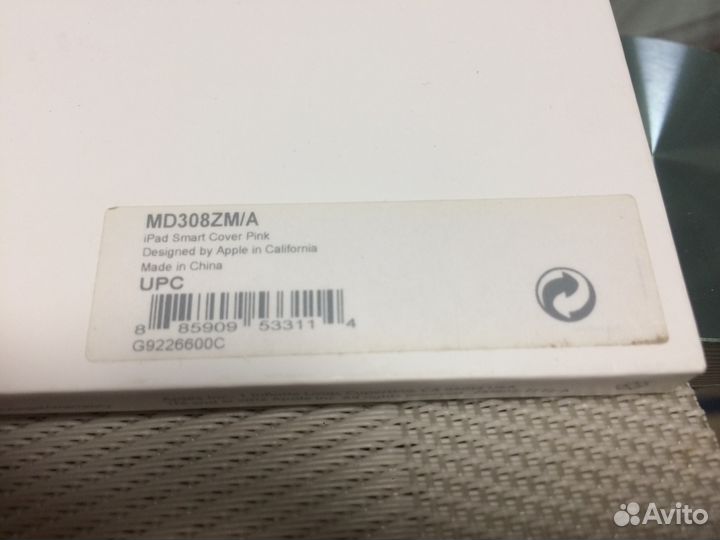 MD308ZM/A
iPad Smart Cover Pink
Designed by Apple in California
Made in China
UPC
8 85909 53311 4
G9226600C
Avito